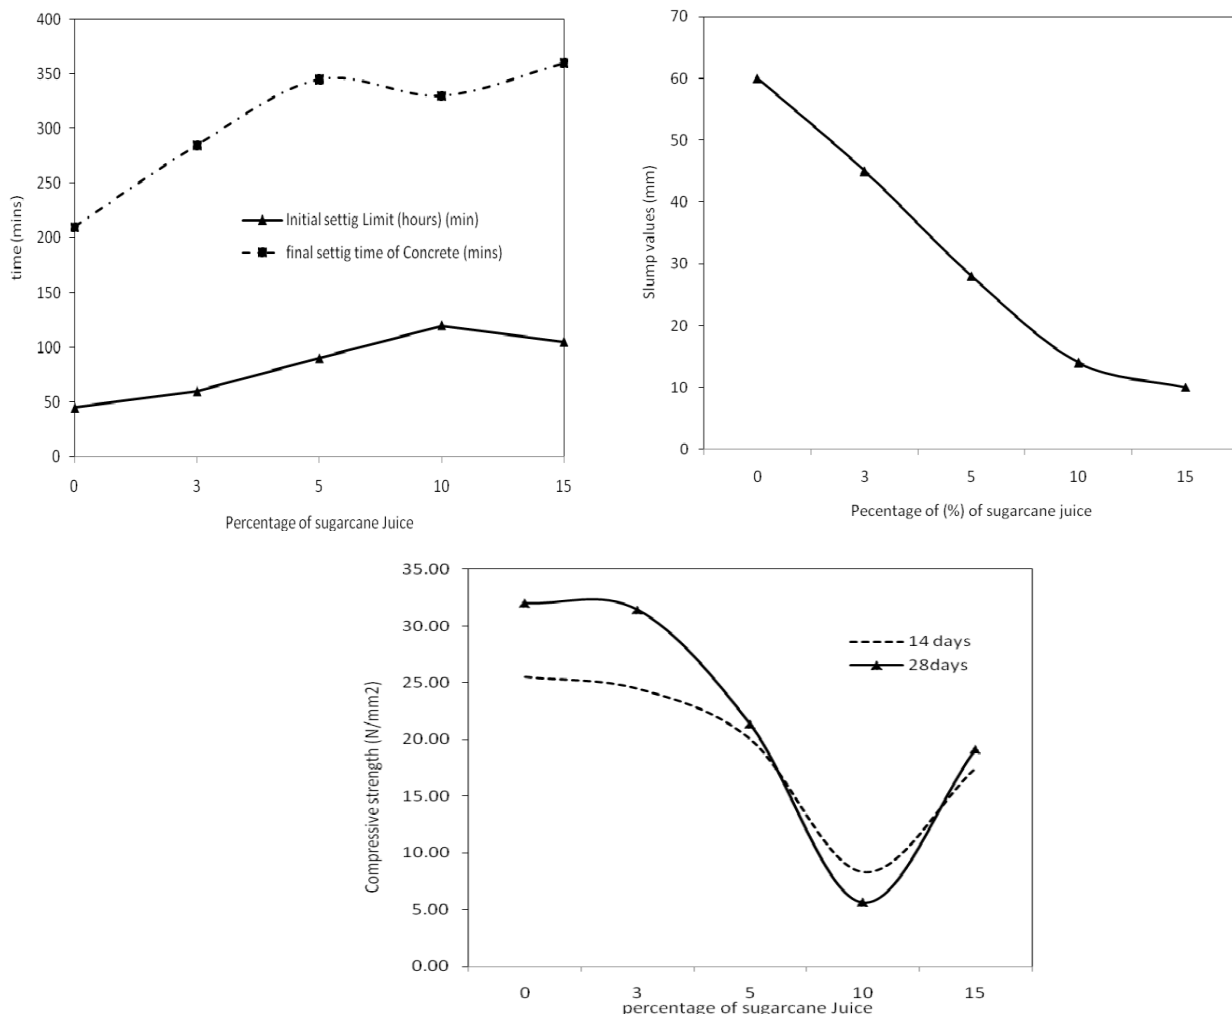 400
350
300
250
200
150
100
50
0
time (mins)
Initial settig Limit (hours) (min)
final settig time of Concrete (mins)
0 3 5 10 15
Percentage of sugarcane Juice
70
60
50
40
30
20
10
0
Slump values (mm)
0 3 5 10 15
Pecentage of (%) of sugarcane juice
35.00
30.00
25.00
20.00
15.00
10.00
5.00
0.00
Compressive strength (N/mm2)
14 days
28days
0 3 5 10 15
percentage of sugarcane Juice